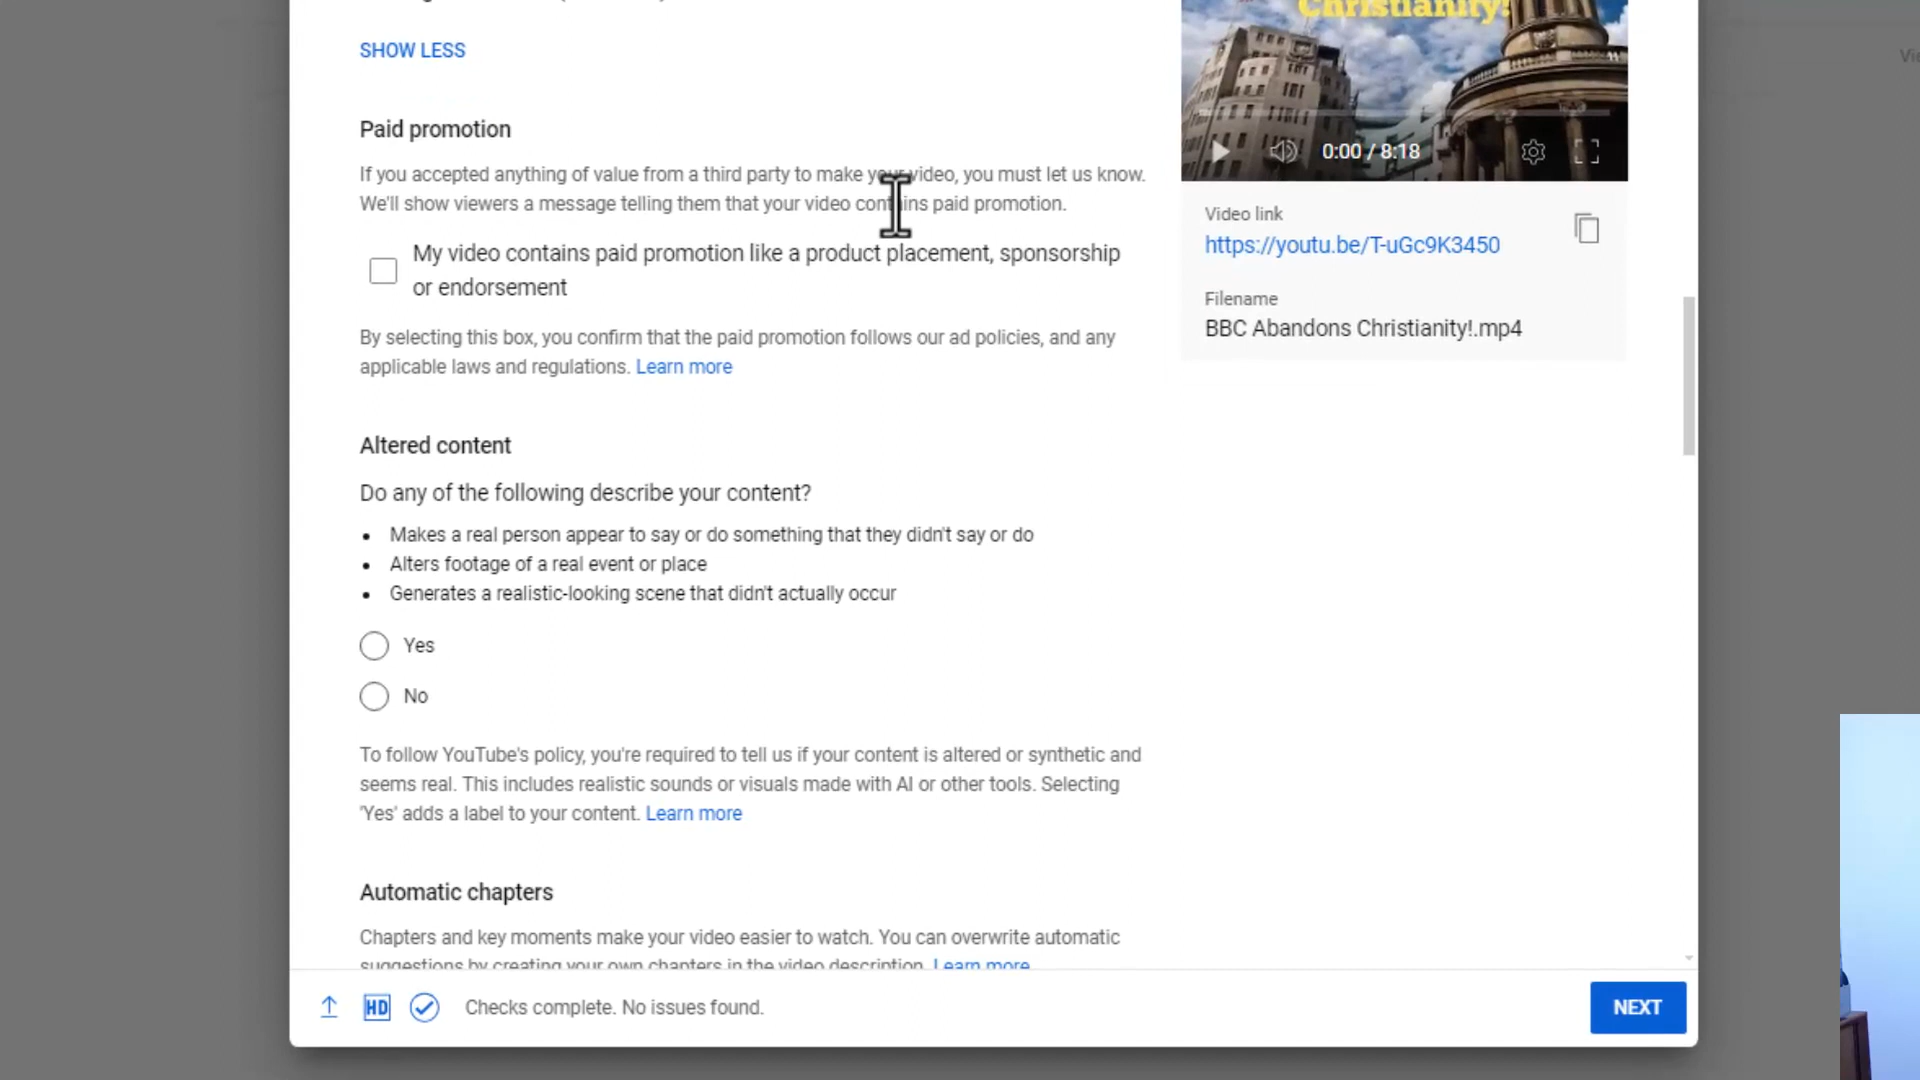 SHOW LESS
Paid promotion
If you accepted anything of value from a third party to make your video, you must let us know.
We'll show viewers a message telling them that your video contains paid promotion.
My video contains paid promotion like a product placement, sponsorship
or endorsement
By selecting this box, you confirm that the paid promotion follows our ad policies, and any
applicable laws and regulations. Learn more
Altered content
Do any of the following describe your content?
• Makes a real person appear to say or do something that they didn't say or do
• Alters footage of a real event or place
• Generates a realistic-looking scene that didn't actually occur
Yes
No
To follow YouTube's policy, you're required to tell us if your content is altered or synthetic and
seems real. This includes realistic sounds or visuals made with AI or other tools. Selecting
'Yes' adds a label to your content. Learn more
Automatic chapters
Chapters and key moments make your video easier to watch. You can overwrite automatic
suggestions by creating your own chapters in the video description. Learn more
Christianity!
0:00 / 8:18
Video link
https://youtu.be/T-uGc9K3450
Filename
BBC Abandons Christianity!.mp4
HD
Checks complete. No issues found.
NEXT